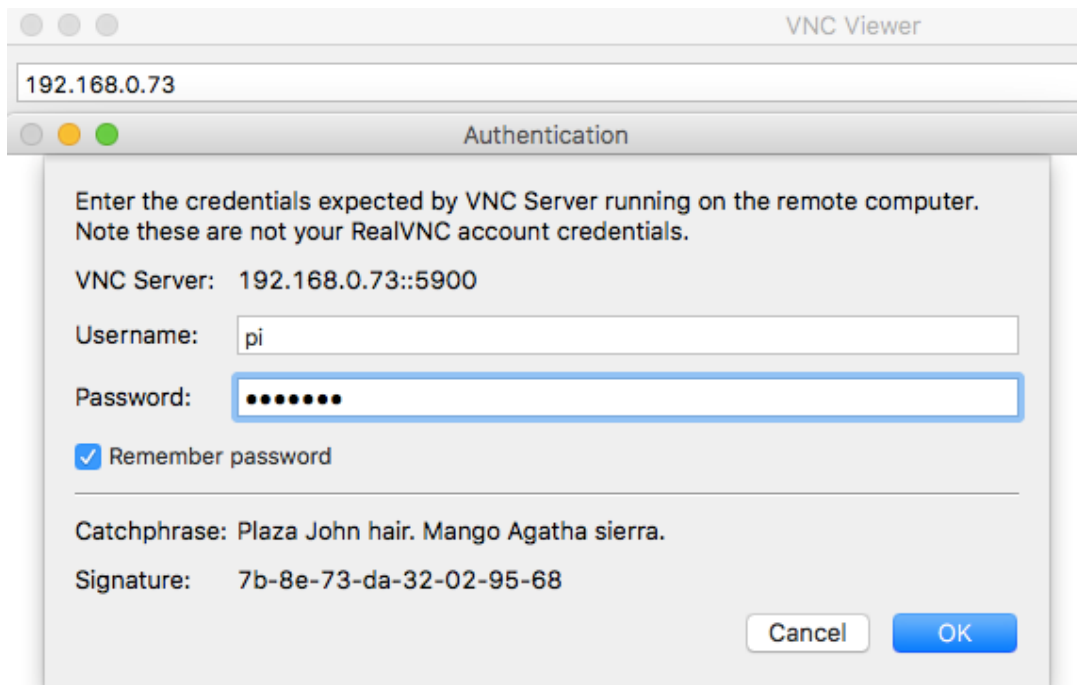 VNC Viewer
192.168.0.73
Authentication
Enter the credentials expected by VNC Server running on the remote computer.
Note these are not your RealVNC account credentials.
VNC Server: 192.168.0.73::5900
Username: pi
Password: •••••••
Remember password
Catchphrase: Plaza John hair. Mango Agatha sierra.
Signature: 7b-8e-73-da-32-02-95-68
Cancel OK